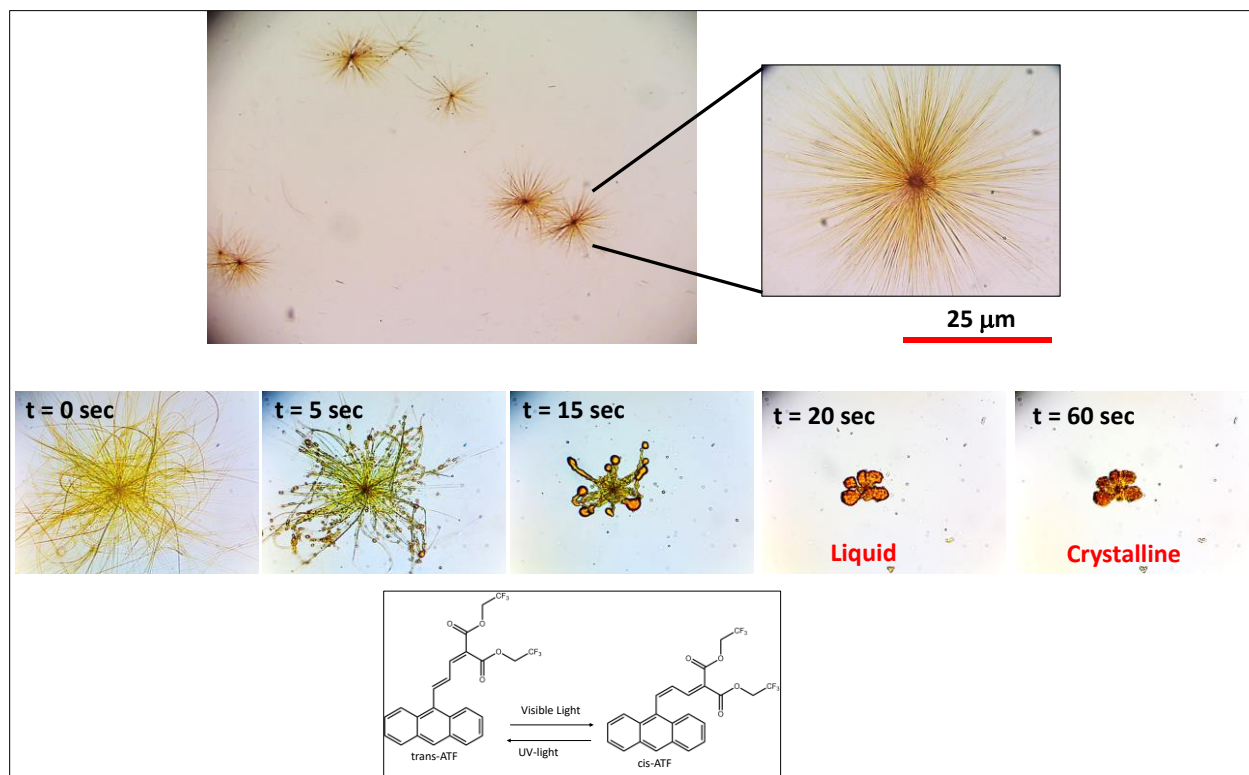 25 μm
t = 0 sec
t = 5 sec
t = 15 sec
t = 20 sec
t = 60 sec
Liquid
Crystalline
CF3
O
O
O
CF3
O
trans-ATF
Visible Light
UV-light
CF3
O
O
O
CF3
O
cis-ATF